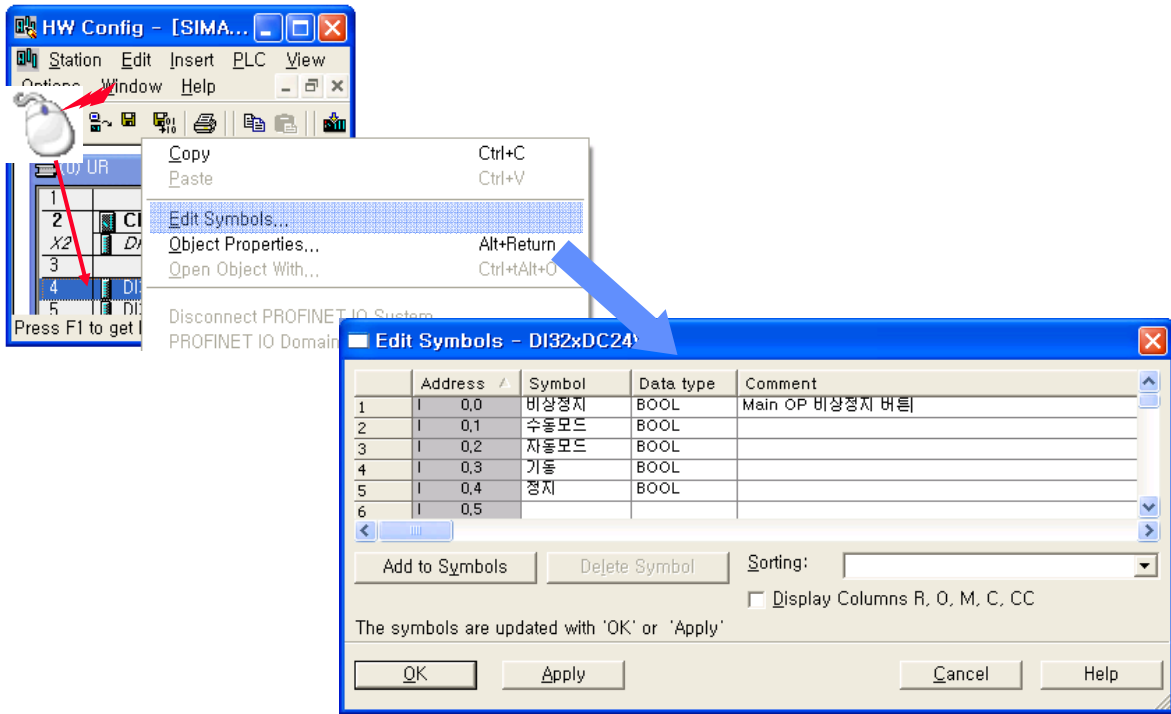 HW Config - [SIMA...
Station Edit Insert PLC View
Options Window Help
(0) UR
1
2
X2
3
4 DI
5 DI
Press F1 to get
Copy Ctrl+C
Paste Ctrl+V
Edit Symbols...
Object Properties... Alt+Return
Open Object With... Ctrl+tAlt+O
Disconnect PROFINET IO System
PROFINET IO Domain
Edit Symbols - DI32xDC24V
Address Symbol Data type Comment
1 I 0,0 비상정지 BOOL Main OP 비상정지 버튼
2 I 0,1 수동모드 BOOL
3 I 0,2 자동모드 BOOL
4 I 0,3 기동 BOOL
5 I 0,4 정지 BOOL
6 I 0,5
Add to Symbols Delete Symbol Sorting:
Display Columns R, O, M, C, CC
The symbols are updated with 'OK' or 'Apply'
OK Apply Cancel Help